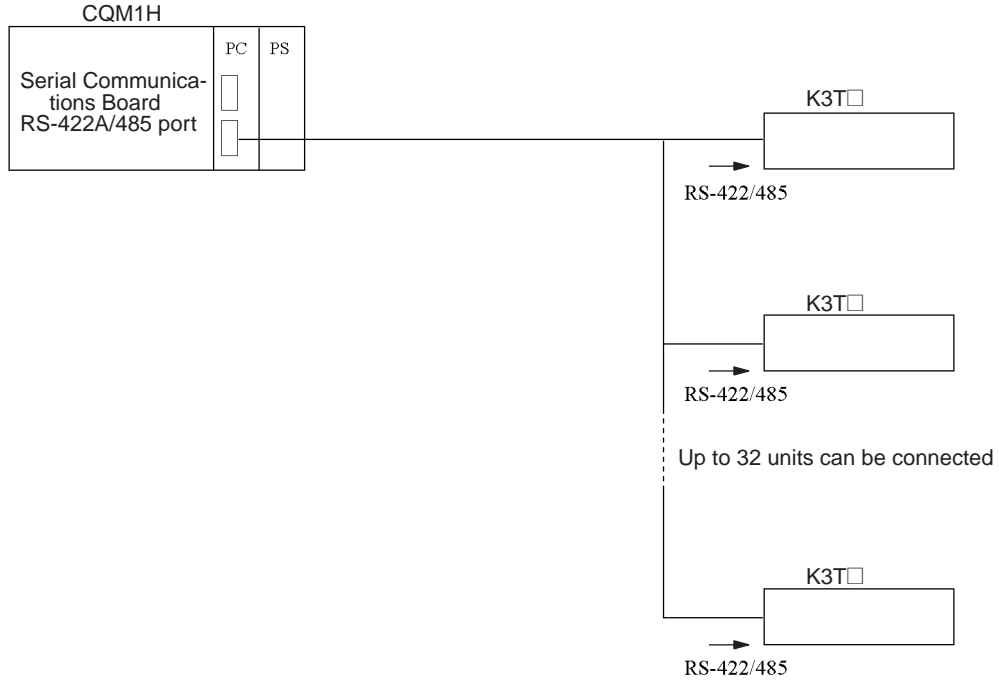 CQM1H
PC PS
Serial Communica-
tions Board
RS-422A/485 port
K3T□
RS-422/485
K3T□
RS-422/485
Up to 32 units can be connected
K3T□
RS-422/485